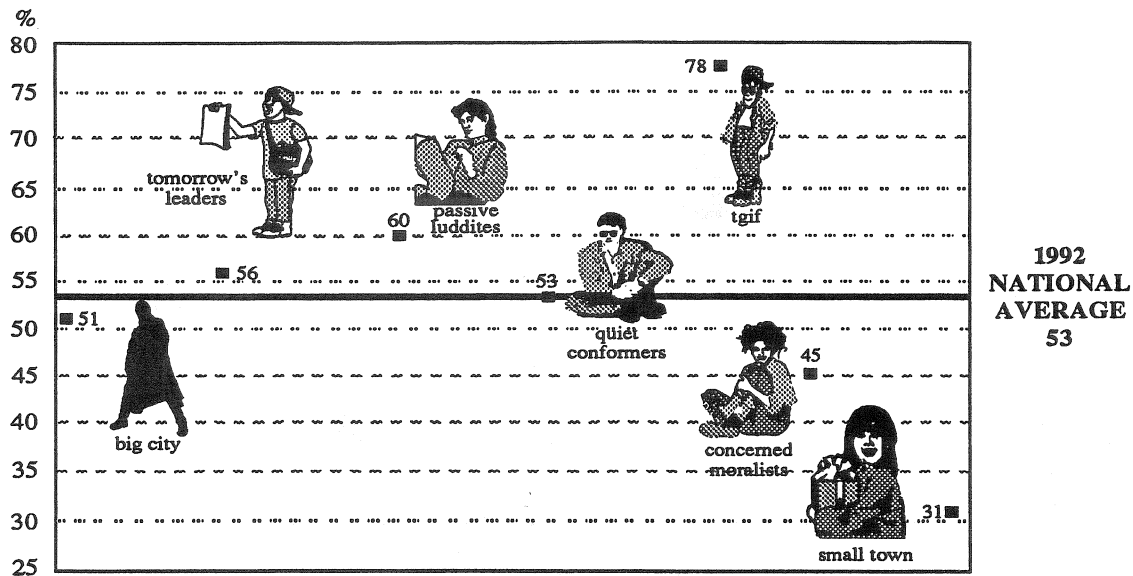 %
80
78
75
70
tomorrow's
leaders
65
passive
luddites
tgif
60
60
56
55
53
1992
NATIONAL
AVERAGE
53
51
50
quiet
conformers
45
45
40
big city
concerned
moralists
35
31
30
small town
25